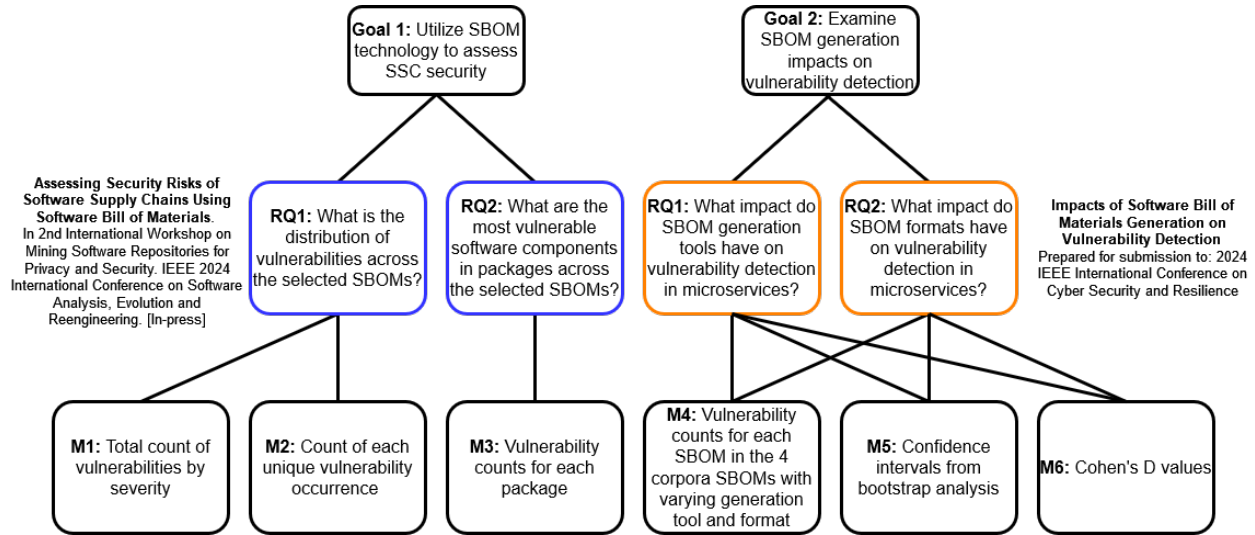 Goal 1: Utilize SBOM
technology to assess
SSC security
Goal 2: Examine
SBOM generation
impacts on
vulnerability detection
Assessing Security Risks of
Software Supply Chains Using
Software Bill of Materials.
In 2nd International Workshop on
Mining Software Repositories for
Privacy and Security. IEEE 2024
International Conference on Software
Analysis, Evolution and
Reengineering. [In-press]
RQ1: What is the
distribution of
vulnerabilities across
the selected SBOMs?
RQ2: What are the
most vulnerable
software components
in packages across
the selected SBOMs?
RQ1: What impact do
SBOM generation
tools have on
vulnerability detection
in microservices?
RQ2: What impact do
SBOM formats have
on vulnerability
detection in
microservices?
Impacts of Software Bill of
Materials Generation on
Vulnerability Detection
Prepared for submission to: 2024
IEEE International Conference on
Cyber Security and Resilience
M1: Total count of
vulnerabilities by
severity
M2: Count of each
unique vulnerability
occurrence
M3: Vulnerability
counts for each
package
M4: Vulnerability
counts for each
SBOM in the 4
corpora SBOMs with
varying generation
tool and format
M5: Confidence
intervals from
bootstrap analysis
M6: Cohen's D values